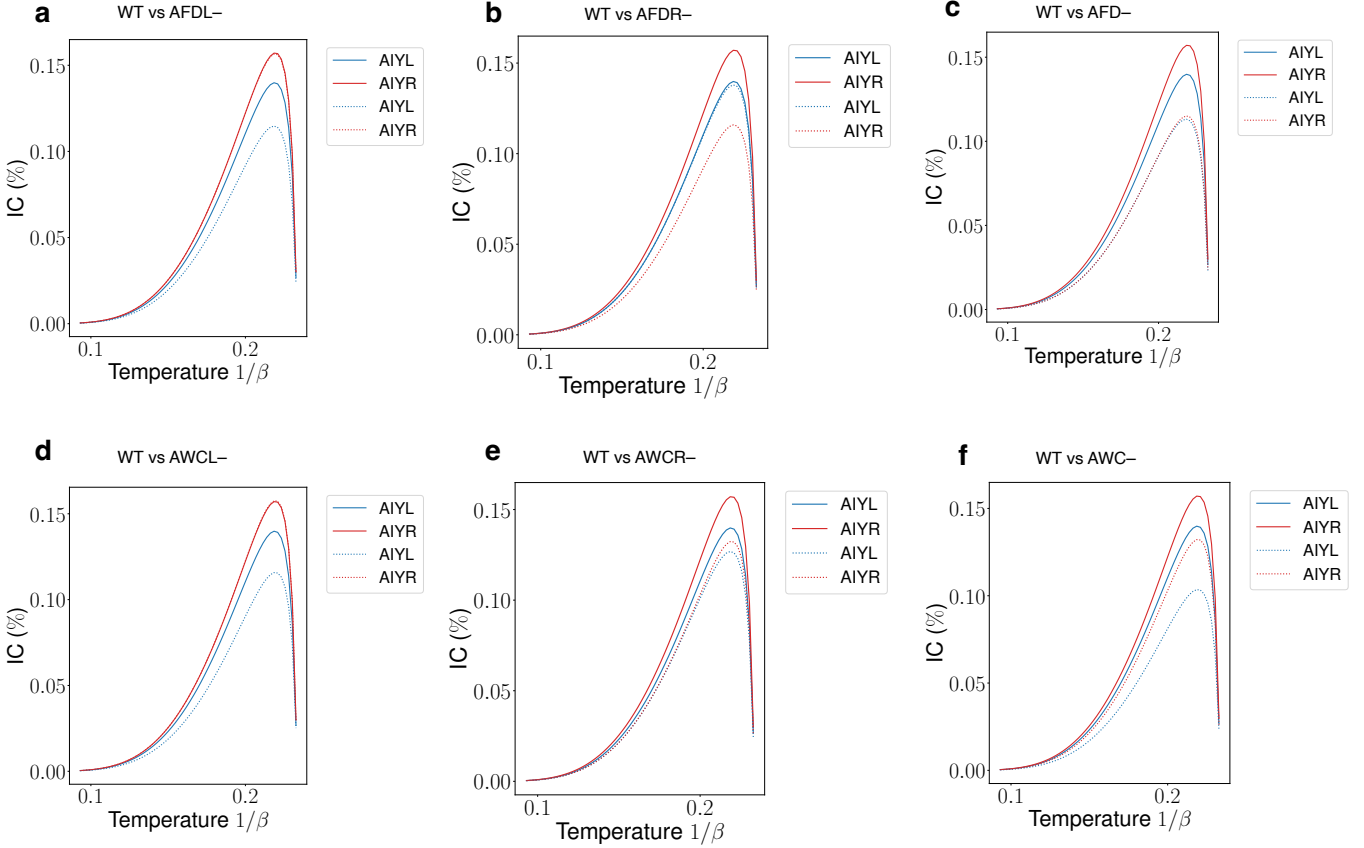 a
WT vs AFDL–
IC (%)
0.15
0.10
0.05
0.00
0.1
0.2
Temperature 1/β
AIYL
AIYR
AIYL
AIYR
b
WT vs AFDR–
IC (%)
0.15
0.10
0.05
0.00
0.1
0.2
Temperature 1/β
AIYL
AIYR
AIYL
AIYR
c
WT vs AFD–
IC (%)
0.15
0.10
0.05
0.00
0.1
0.2
Temperature 1/β
AIYL
AIYR
AIYL
AIYR
d
WT vs AWCL–
IC (%)
0.15
0.10
0.05
0.00
0.1
0.2
Temperature 1/β
AIYL
AIYR
AIYL
AIYR
e
WT vs AWCR–
IC (%)
0.15
0.10
0.05
0.00
0.1
0.2
Temperature 1/β
AIYL
AIYR
AIYL
AIYR
f
WT vs AWC–
IC (%)
0.15
0.10
0.05
0.00
0.1
0.2
Temperature 1/β
AIYL
AIYR
AIYL
AIYR